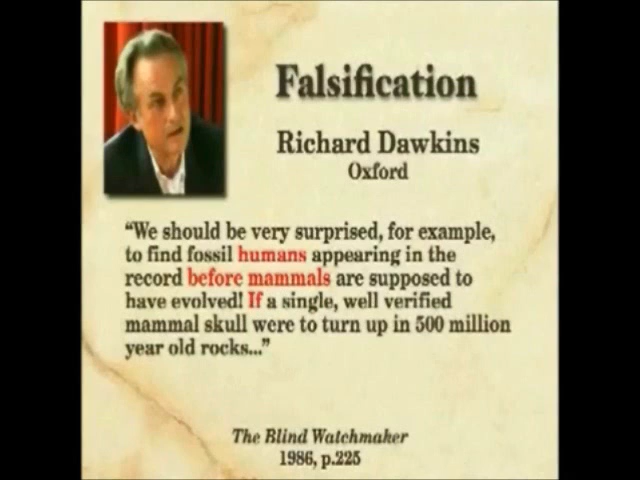 Falsification
Richard Dawkins
Oxford
“We should be very surprised, for example,
to find fossil humans appearing in the
record before mammals are supposed to
have evolved! If a single, well verified
mammal skull were to turn up in 500 million
year old rocks...”
The Blind Watchmaker
1986, p.225